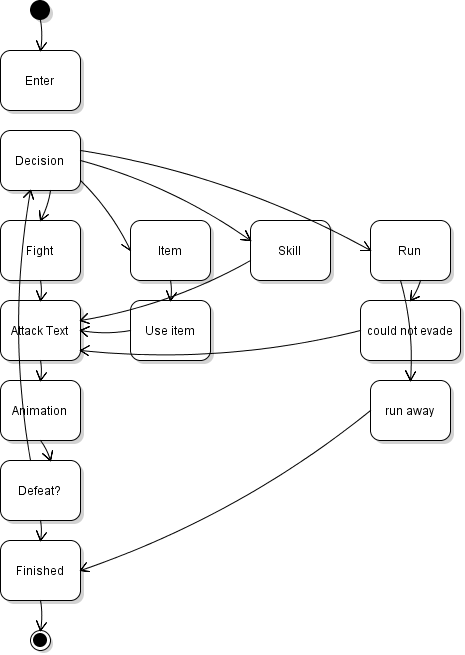 Enter
Decision
Fight
Item
Skill
Run
Attack Text
Use item
could not evade
Animation
run away
Defeat?
Finished